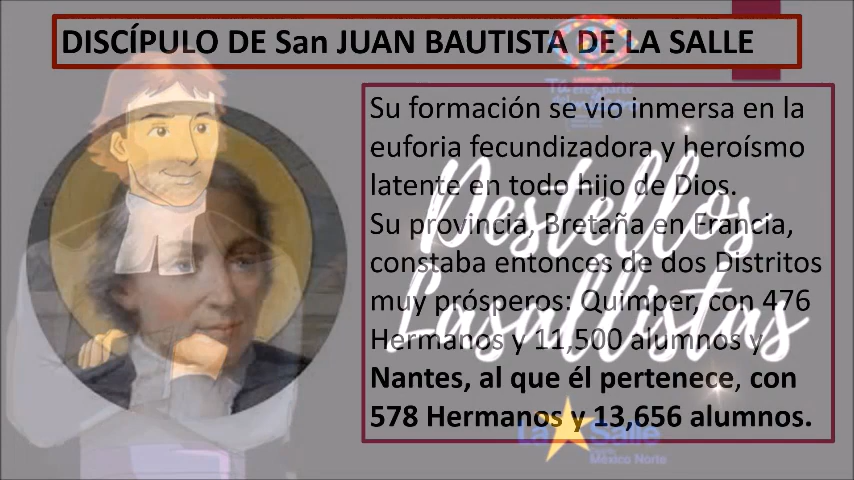 DISCÍPULO DE San JUAN BAUTISTA DE LA SALLE
Su formación se vio inmersa en la
euforia fecundizadora y heroísmo
latente en todo hijo de Dios.
Su provincia, Bretaña en Francia,
constaba entonces de dos Distritos
muy prósperos: Quimper, con 476
Hermanos y 11,500 alumnos y
Nantes, al que él pertenece, con
578 Hermanos y 13,656 alumnos.
Destellos
Lasallistas
La Salle
México Norte